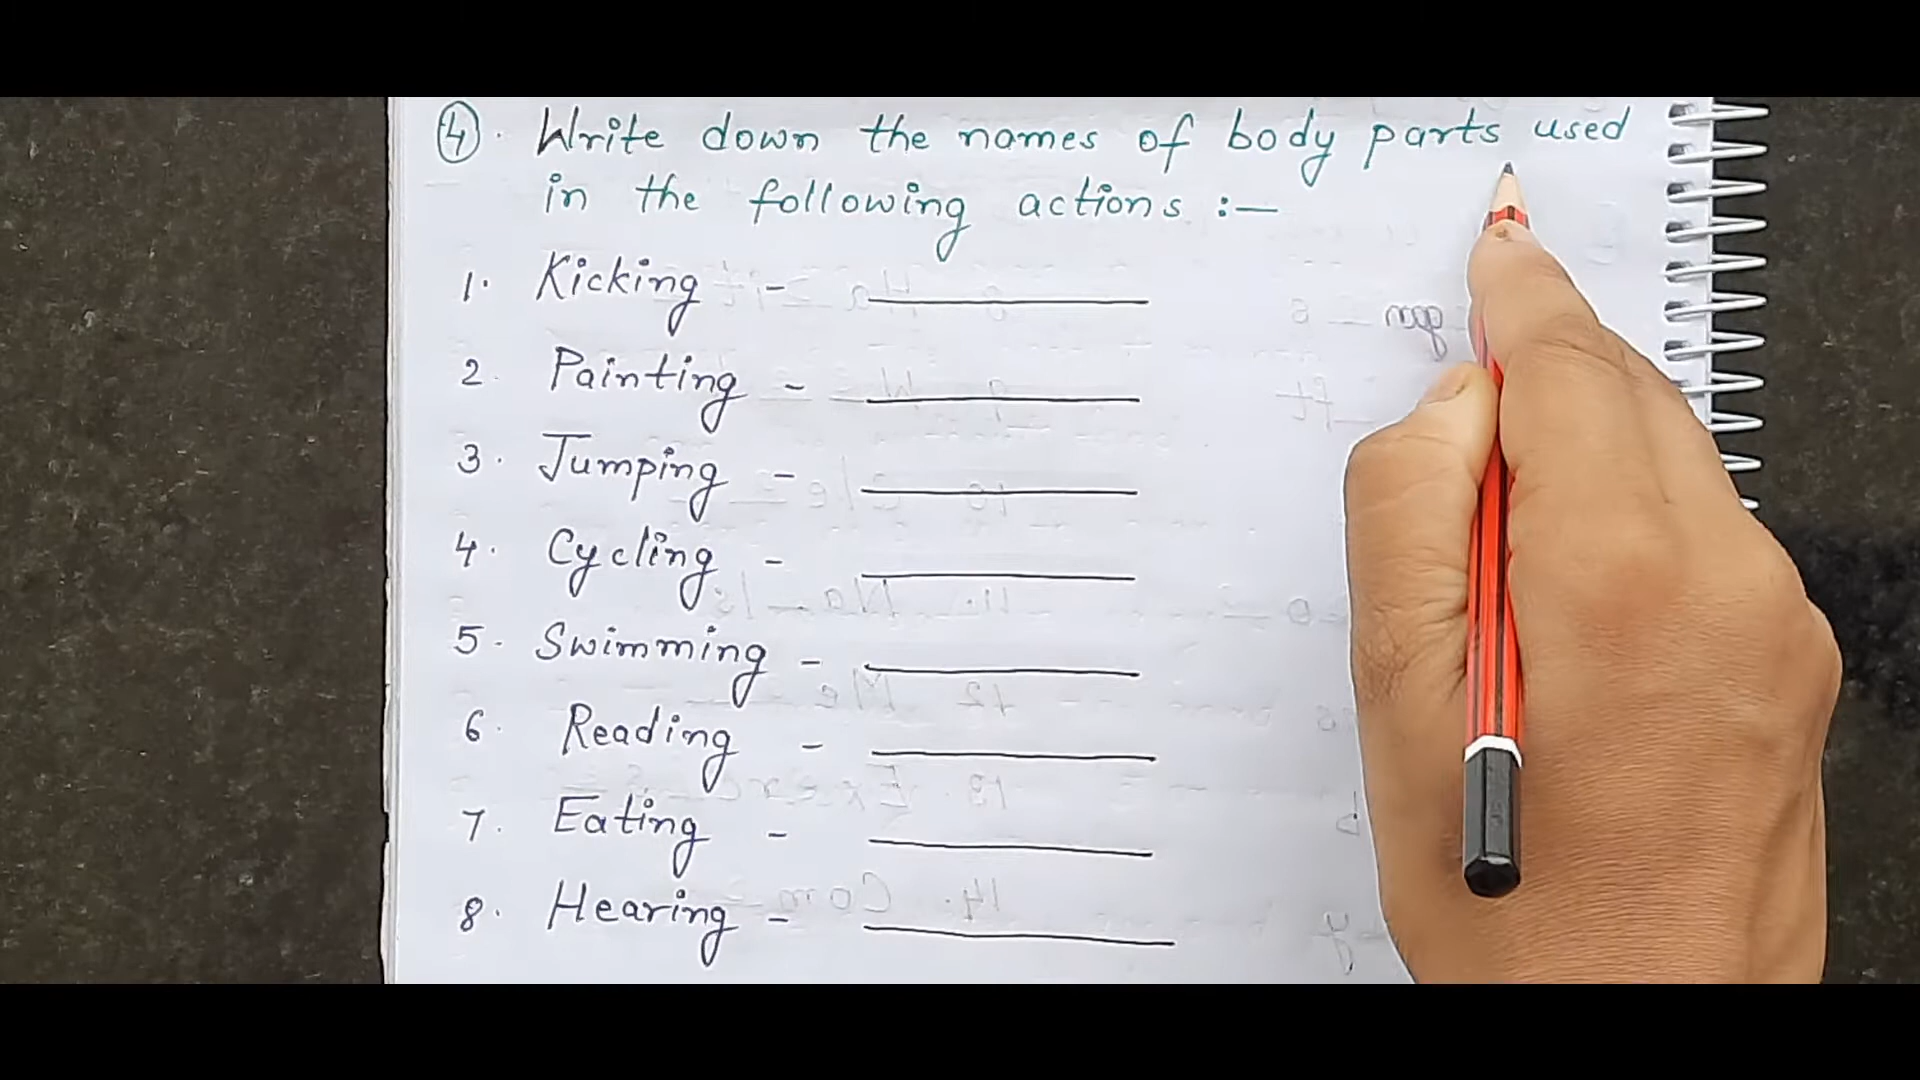 4. Write down the names of body parts used
in the following actions :-
1. Kicking -
2. Painting -
3. Jumping -
4. Cycling -
5. Swimming -
6. Reading -
7. Eating -
8. Hearing -